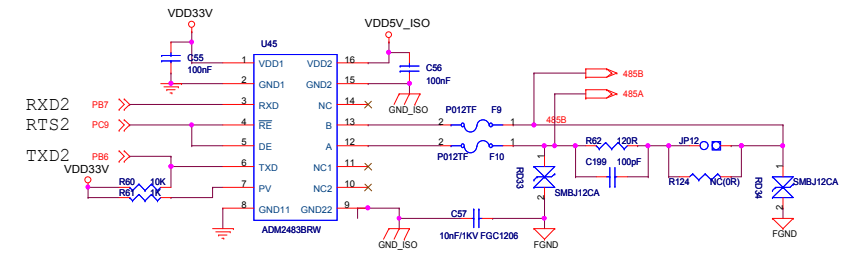 VDD33V
VDD5V_ISO
C55
100nF
U45
C56
100nF
1 VDD1 VDD2 16
2 GND1 GND2 15
3 RXD NC 14
4 RE B 13
5 DE A 12
6 TXD NC1 11
7 PV NC2 10
8 GND11 GND22 9
ADM2483BRW
RXD2 PB7
RTS2 PC9
TXD2 PB6
VDD33V
R60 10K
R61 1K
GND_ISO
P012TF F9
2 1 485B
2 1
P012TF F10
485B
485A
R62 120R
C199 100pF
JP12
R124 NC(0R)
1 RD33 2
SMBJ12CA
1 RD34 2
SMBJ12CA
C57
10nF/1KV FGC1206
GND_ISO
FGND
FGND